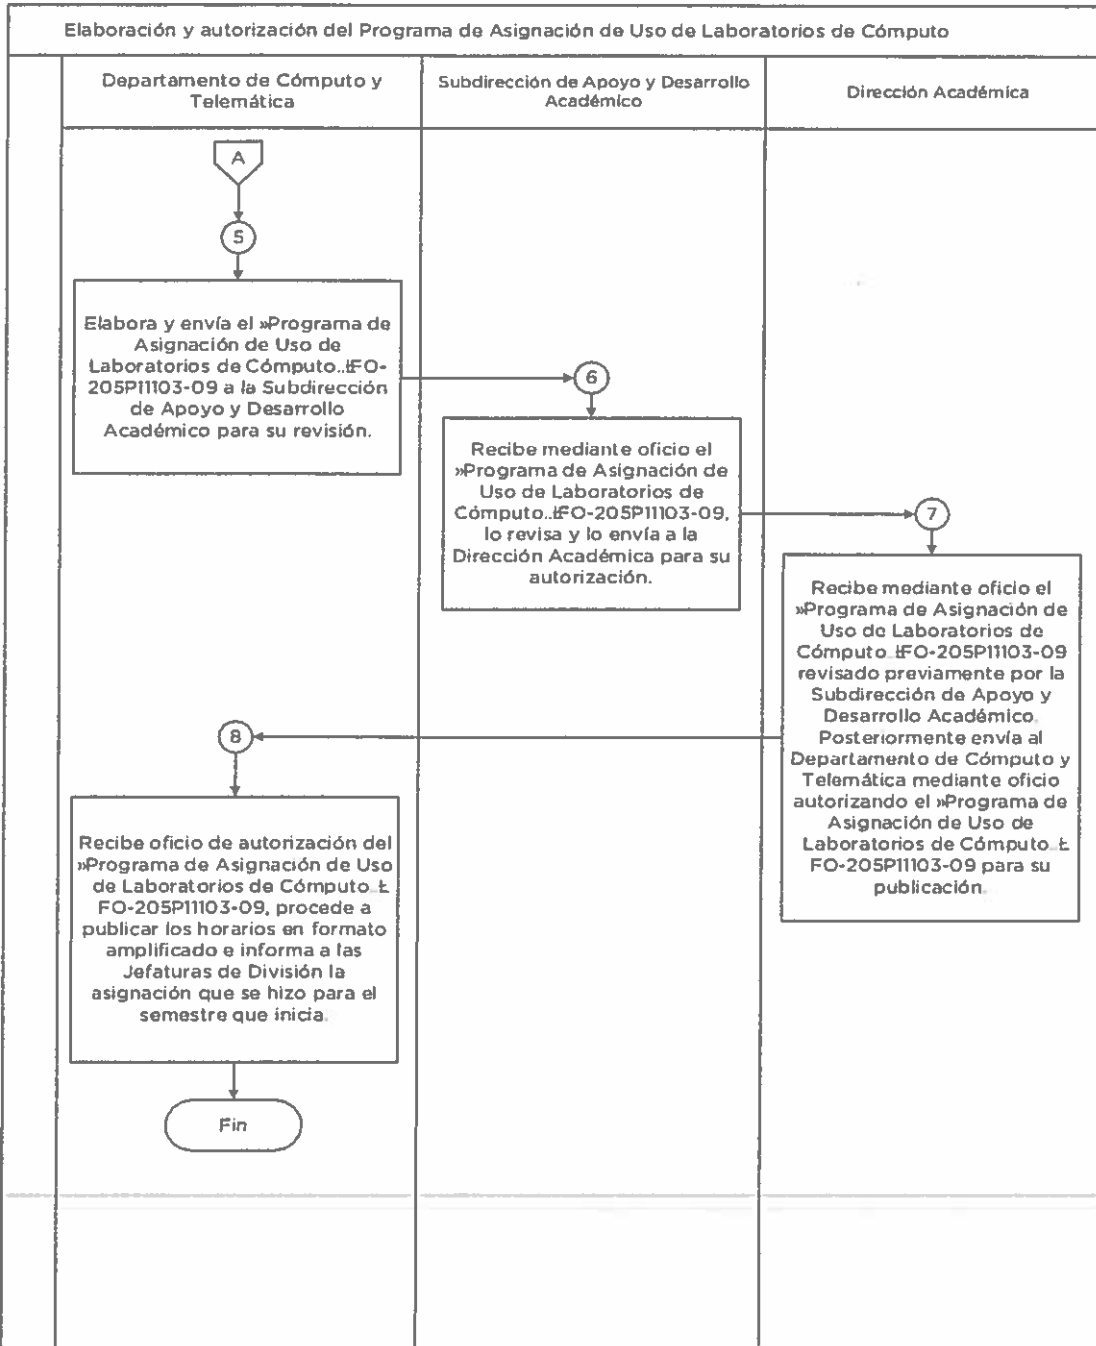 Elaboración y autorización del Programa de Asignación de Uso de Laboratorios de Cómputo
Departamento de Cómputo y
Telemática
Subdirección de Apoyo y Desarrollo
Académico
Dirección Académica
A
5
Elabora y envía el »Programa de
Asignación de Uso de
Laboratorios de Cómputo..ŁFO-
205P11103-09 a la Subdirección
de Apoyo y Desarrollo
Académico para su revisión.
6
Recibe mediante oficio el
»Programa de Asignación de
Uso de Laboratorios de
Cómputo..ŁFO-205P11103-09,
lo revisa y lo envía a la
Dirección Académica para su
autorización.
7
Recibe mediante oficio el
»Programa de Asignación de
Uso de Laboratorios de
Cómputo..ŁFO-205P11103-09
revisado previamente por la
Subdirección de Apoyo y
Desarrollo Académico.
Posteriormente envía al
Departamento de Cómputo y
Telemática mediante oficio
autorizando el »Programa de
Asignación de Uso de
Laboratorios de Cómputo..Ł
FO-205P11103-09 para su
publicación.
8
Recibe oficio de autorización del
»Programa de Asignación de Uso
de Laboratorios de Cómputo..Ł
FO-205P11103-09, procede a
publicar los horarios en formato
amplificado e informa a las
Jefaturas de División la
asignación que se hizo para el
semestre que inicia.
Fin